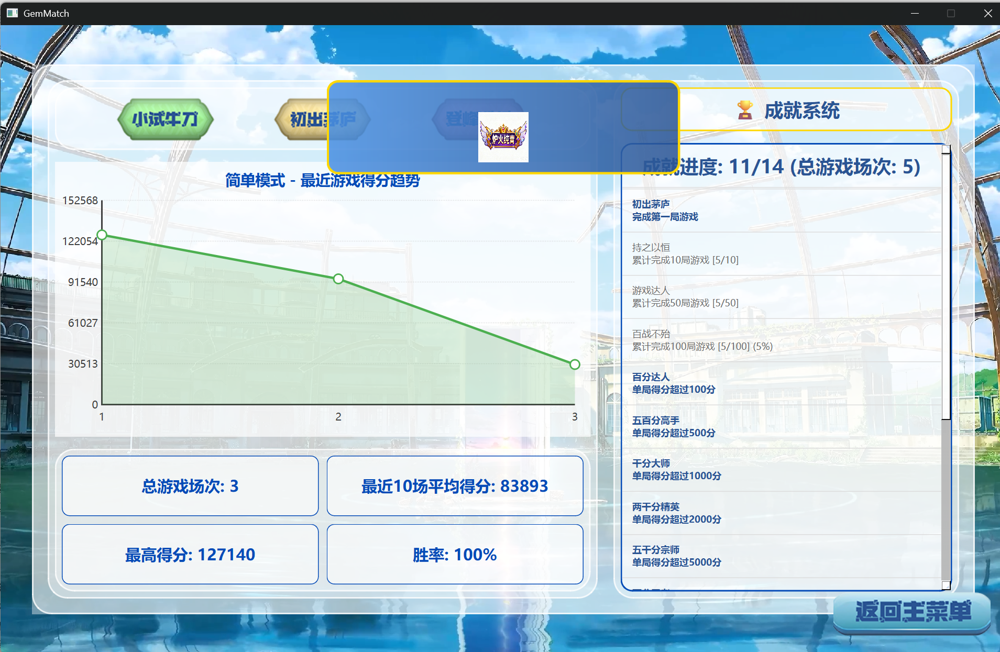 GemMatch
小试牛刀
初出茅庐
登峰
炉火纯青
简单模式 - 最近游戏得分趋势
152568
122054
91540
61027
30513
0
1
2
3
总游戏场次: 3
最近10场平均得分: 83893
最高得分: 127140
胜率: 100%
🏆 成就系统
成就进度: 11/14 (总游戏场次: 5)
初出茅庐
完成第一局游戏
持之以恒
累计完成10局游戏 [5/10]
游戏达人
累计完成50局游戏 [5/50]
百战不殆
累计完成100局游戏 [5/100] (5%)
百分达人
单局得分超过100分
五百分高手
单局得分超过500分
千分大师
单局得分超过1000分
两千分精英
单局得分超过2000分
五千分宗师
单局得分超过5000分
返回主菜单